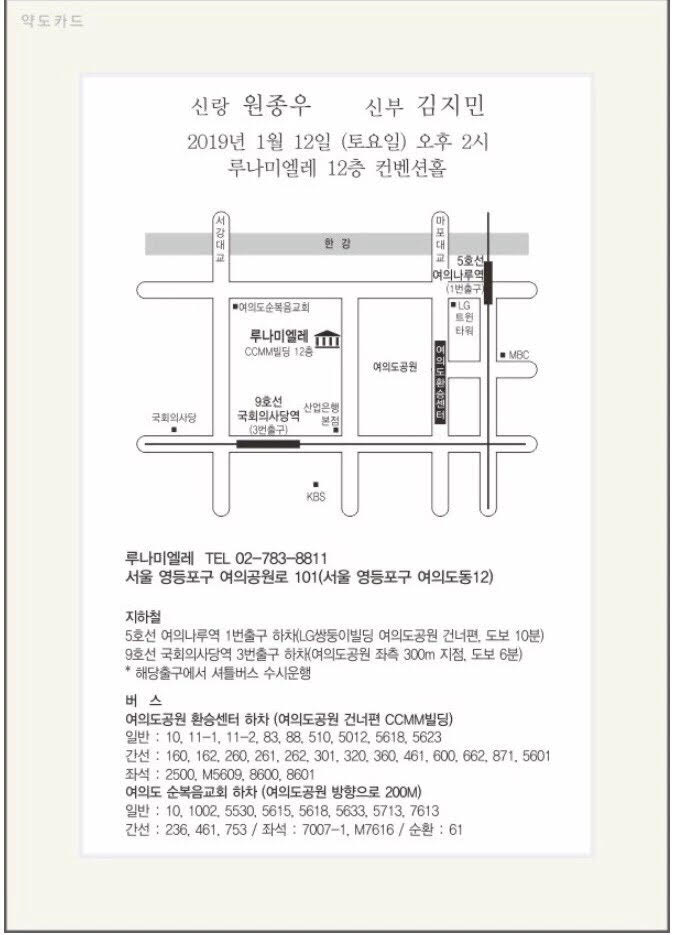 약도카드
신랑 원종우 신부 김지민
2019년 1월 12일 (토요일) 오후 2시
루나미엘레 12층 컨벤션홀
서강대교
마포대교
한 강
5호선
여의나루역
(1번출구)
여의도순복음교회
LG
트윈
타워
루나미엘레
CCMM빌딩 12층
여의도공원
여의도환승센터
MBC
9호선
국회의사당역
(3번출구)
산업은행
본점
국회의사당
KBS
루나미엘레 TEL 02-783-8811
서울 영등포구 여의공원로 101(서울 영등포구 여의도동12)
지하철
5호선 여의나루역 1번출구 하차(LG쌍둥이빌딩 여의도공원 건너편, 도보 10분)
9호선 국회의사당역 3번출구 하차(여의도공원 좌측 300m 지점, 도보 6분)
* 해당출구에서 셔틀버스 수시운행
버 스
여의도공원 환승센터 하차 (여의도공원 건너편 CCMM빌딩)
일반 : 10, 11-1, 11-2, 83, 88, 510, 5012, 5618, 5623
간선 : 160, 162, 260, 261, 262, 301, 320, 360, 461, 600, 662, 871, 5601
좌석 : 2500, M5609, 8600, 8601
여의도 순복음교회 하차 (여의도공원 방향으로 200M)
일반 : 10, 1002, 5530, 5615, 5618, 5633, 5713, 7613
간선 : 236, 461, 753 / 좌석 : 7007-1, M7616 / 순환 : 61